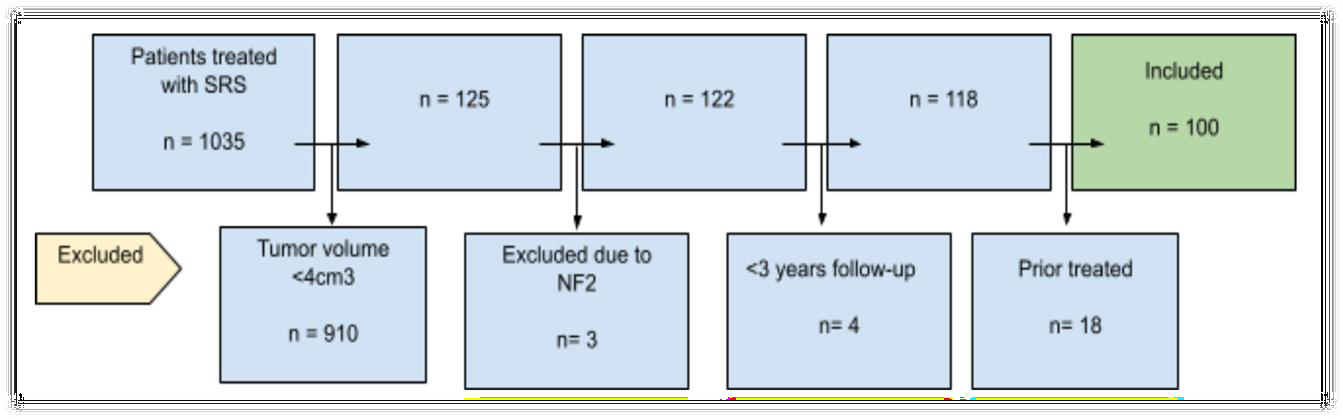 Patients treated
with SRS
n = 1035
n = 125
n = 122
n = 118
Included
n = 100
Excluded
Tumor volume
<4cm3
n = 910
Excluded due to
NF2
n= 3
<3 years follow-up
n= 4
Prior treated
n= 18